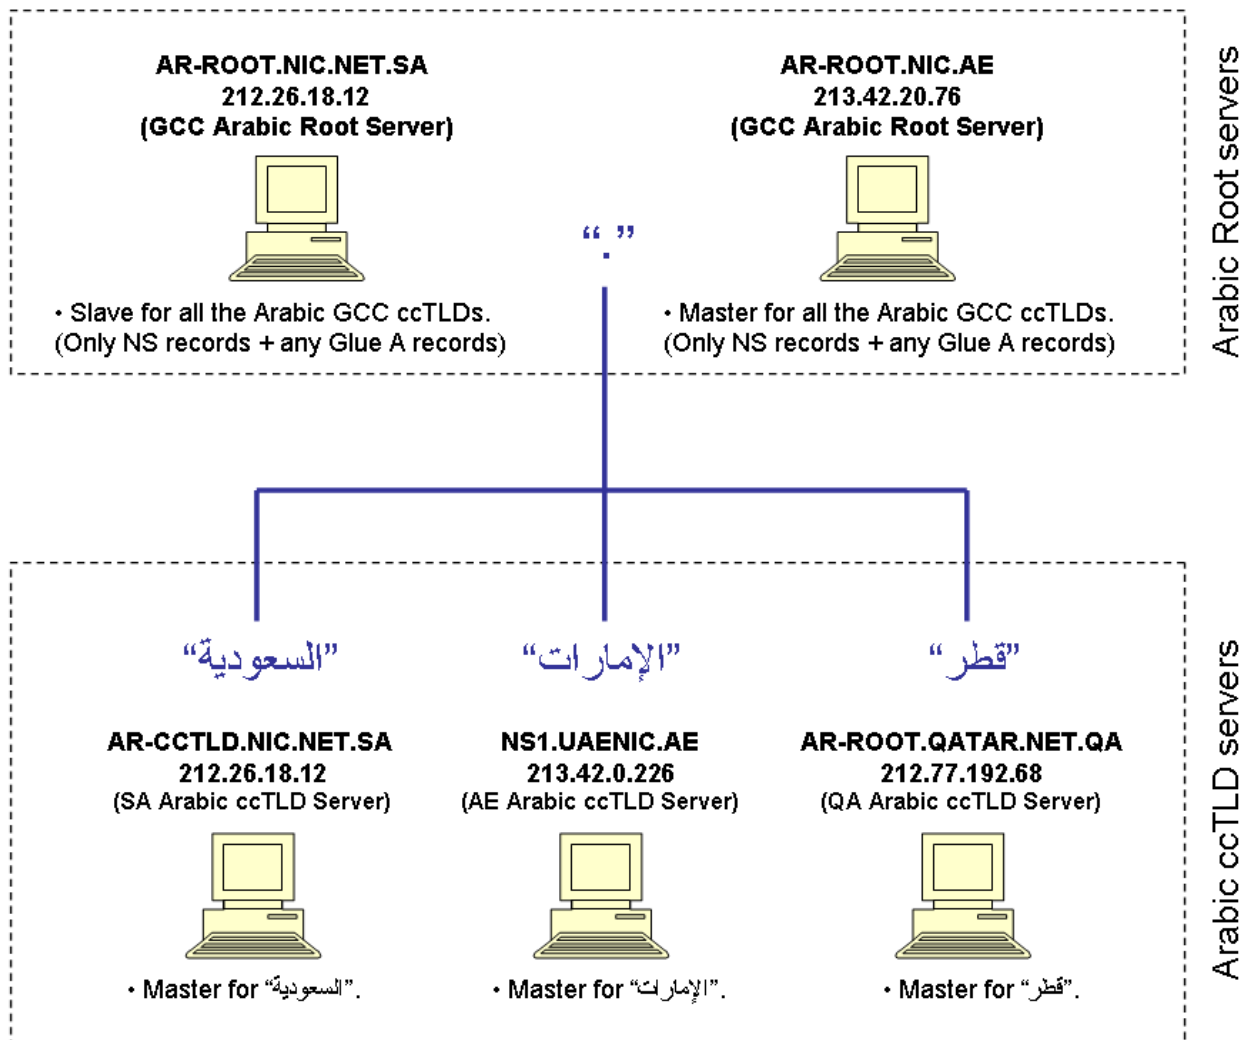 AR-ROOT.NIC.NET.SA
212.26.18.12
(GCC Arabic Root Server)
• Slave for all the Arabic GCC ccTLDs.
(Only NS records + any Glue A records)
AR-ROOT.NIC.AE
213.42.20.76
(GCC Arabic Root Server)
• Master for all the Arabic GCC ccTLDs.
(Only NS records + any Glue A records)
“.”
Arabic Root servers
“السعودية”
AR-CCTLD.NIC.NET.SA
212.26.18.12
(SA Arabic ccTLD Server)
• Master for “السعودية”.
“الإمارات”
NS1.UAENIC.AE
213.42.0.226
(AE Arabic ccTLD Server)
• Master for “الإمارات”.
“قطر”
AR-ROOT.QATAR.NET.QA
212.77.192.68
(QA Arabic ccTLD Server)
• Master for “قطر”.
Arabic ccTLD servers